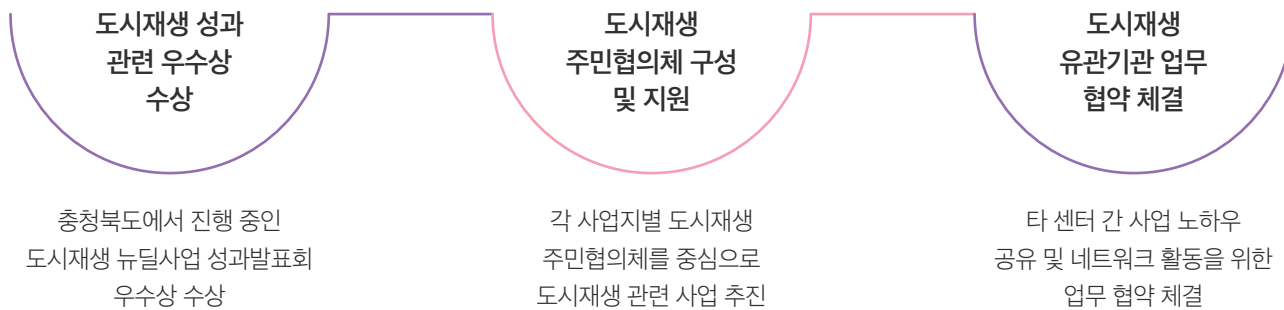 도시재생 성과
관련 우수상
수상
충청북도에서 진행 중인
도시재생 뉴딜사업 성과발표회
우수상 수상
도시재생
주민협의체 구성
및 지원
각 사업지별 도시재생
주민협의체를 중심으로
도시재생 관련 사업 추진
도시재생
유관기관 업무
협약 체결
타 센터 간 사업 노하우
공유 및 네트워크 활동을 위한
업무 협약 체결